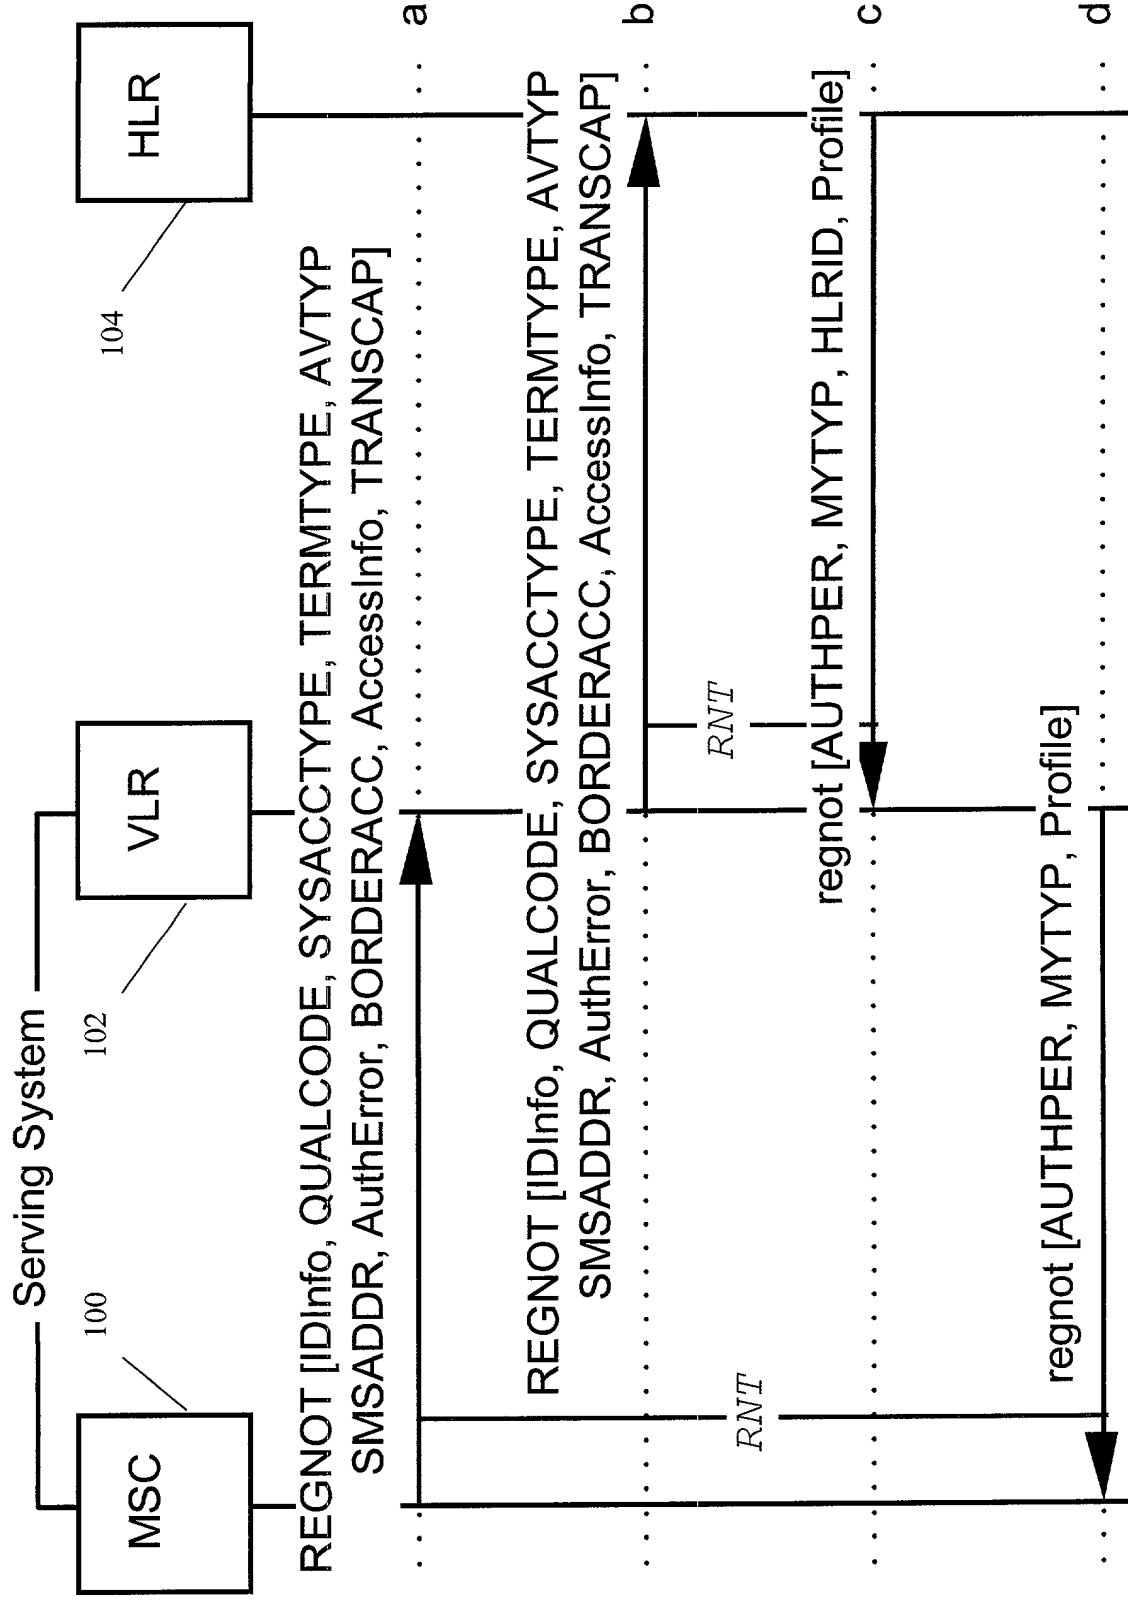 Serving System
MSC
VLR
HLR
100
102
104
REGNOT [IDInfo, QUALCODE, SYSACCTYPE, TERMTYPE, AVTYP
SMSADDR, AuthError, BORDERACC, AccessInfo, TRANSCAP]
a
REGNOT [IDInfo, QUALCODE, SYSACCTYPE, TERMTYPE, AVTYP
SMSADDR, AuthError, BORDERACC, AccessInfo, TRANSCAP]
b
RNT
regnot [AUTHPER, MYTYP, HLRID, Profile]
c
RNT
regnot [AUTHPER, MYTYP, Profile]
d